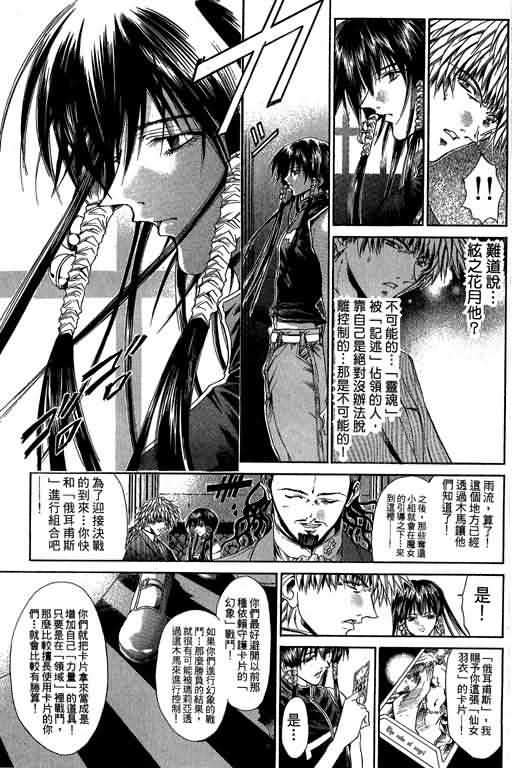 ！！
難道說…
絃之花月他？
不可能的…「靈魂」
被「記述」佔領的人，
靠自己是絕對沒辦法脫
離控制的…那是不可能的！
雨流，算了！
這個地方已經
透過木馬讓他
們知道了！
之後，那些奪還
小組就會在魔女
的引導之下…來
到這裡…
為了迎接決戰
的到來…你快
和「俄耳甫斯
」進行組合吧
是！
「俄耳甫斯」，我
賜予你這張「仙女
羽衣」的卡片！
是…
你們最好避開以前那
種依賴守護卡片的「
幻象」戰鬥！
如果你們進行幻象的戰
鬥…那麼勝負的結果，
就很有可能被瑪莉亞透
過過木馬來進行控制！
你們就把卡片拿來當成是
增加自己「力量」的道具！
只要是在「領域」裡戰鬥，
那麼比較擅長使用卡片的你
們…就會比較有勝算！